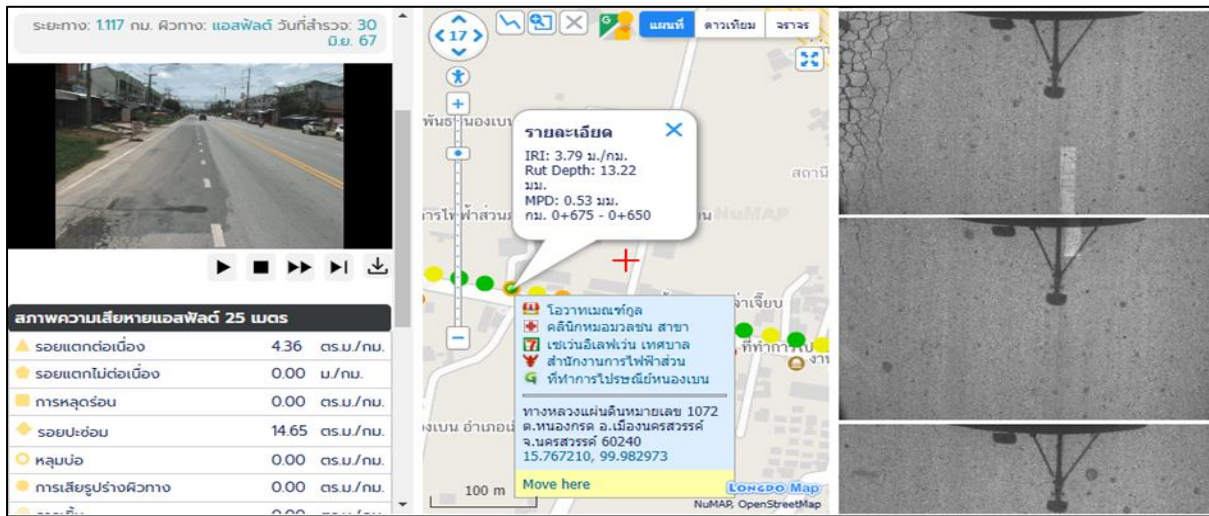 ระยะทาง: 1.117 กม. ผิวทาง: แอสฟัลต์ วันที่สำรวจ: 30
มิ.ย. 67
สภาพความเสียหายแอสฟัลต์ 25 เมตร
รอยแตกต่อเนื่อง 4.36 ตร.ม./กม.
รอยแตกไม่ต่อเนื่อง 0.00 ม./กม.
การหลุดร่อน 0.00 ตร.ม./กม.
รอยปะซ่อม 14.65 ตร.ม./กม.
หลุมบ่อ 0.00 ตร.ม./กม.
การเสียรูปร่างผิวทาง 0.00 ตร.ม./กม.
17
แผนที่
ดาวเทียม
จราจร
รายละเอียด
IRI: 3.79 ม./กม.
Rut Depth: 13.22
มม.
MPD: 0.53 มม.
กม. 0+675 - 0+650
NuMAP
โอวาทเมณฑ์กูล
คลินิกหมอมวลชน สาขา
เซเว่นอีเลฟเว่น เทศบาล
สำนักงานการไฟฟ้าส่วน
ที่ทำการไปรษณีย์หนองเบน
ทางหลวงแผ่นดินหมายเลข 1072
ต.หนองกรด อ.เมืองนครสวรรค์
จ.นครสวรรค์ 60240
15.767210, 99.982973
Move here
100 m
LONGDO Map
NuMAP, OpenStreetMap